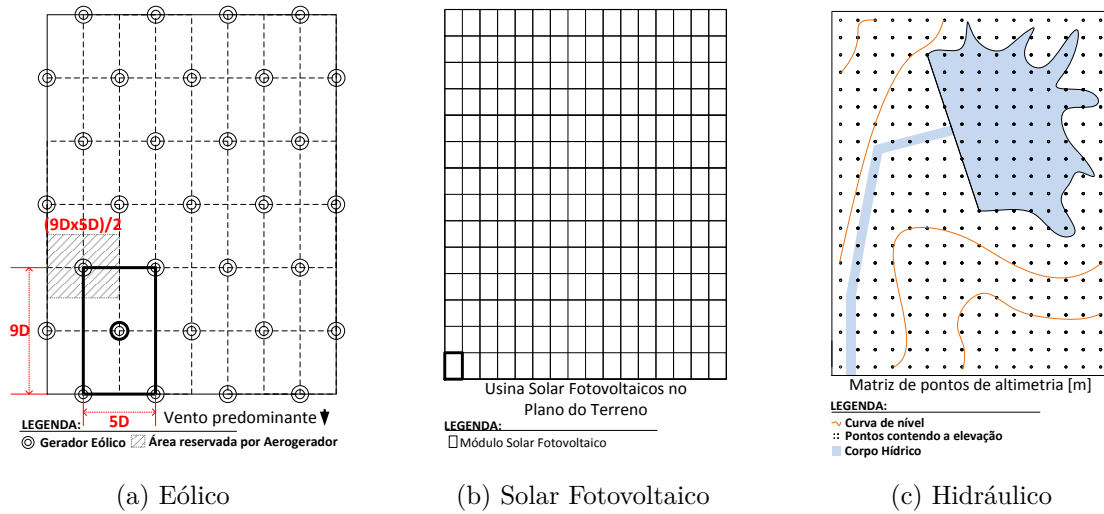 (9Dx5D)/2
9D
5D
Vento predominante
LEGENDA:
Gerador Eólico
Área reservada por Aerogerador
(a) Eólico
Usina Solar Fotovoltaicos no
Plano do Terreno
LEGENDA:
Módulo Solar Fotovoltaico
(b) Solar Fotovoltaico
Matriz de pontos de altimetria [m]
LEGENDA:
Curva de nível
Pontos contendo a elevação
Corpo Hídrico
(c) Hidráulico